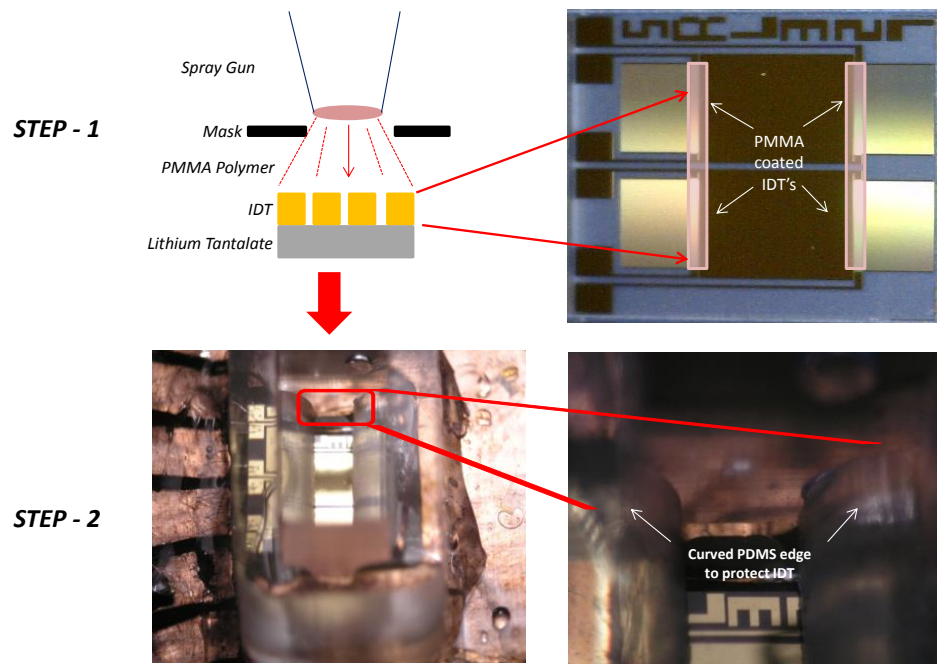 Spray Gun
STEP - 1
Mask
PMMA Polymer
IDT
Lithium Tantalate
PMMA
coated
IDT's
STEP - 2
Curved PDMS edge
to protect IDT